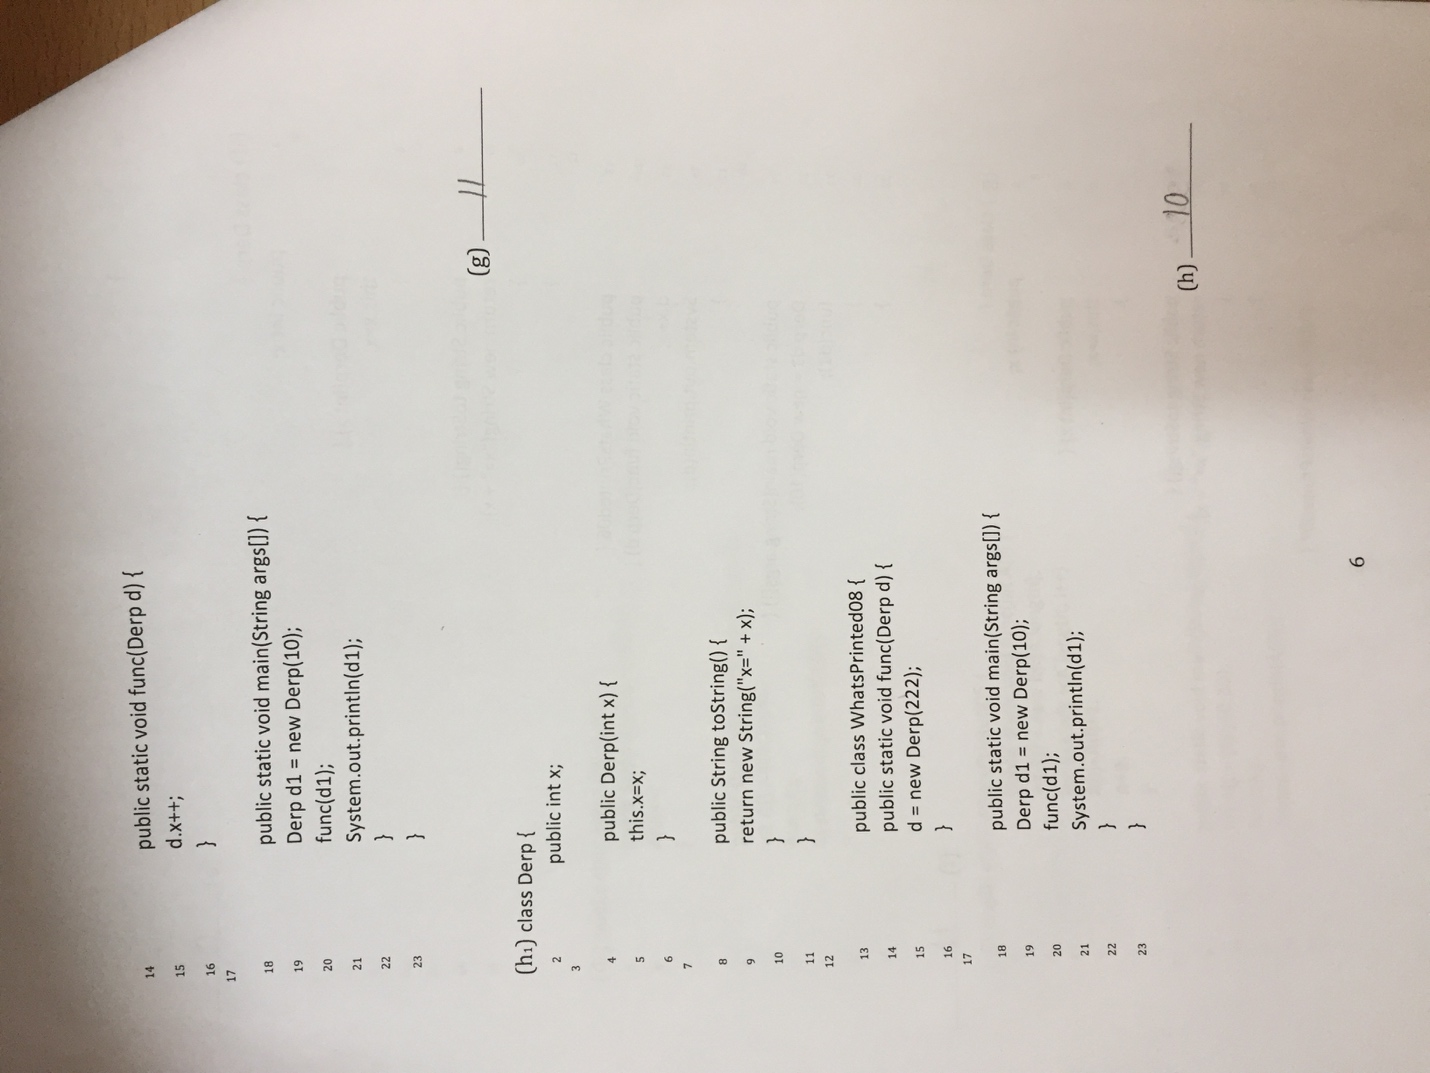 14 public static void func(Derp d) {
15 d.x++;
16 }
17
18 public static void main(String args[]) {
19 Derp d1 = new Derp(10);
20 func(d1);
21 System.out.println(d1);
22 }
23 }
(g) 11
(h1) class Derp {
2 public int x;
3
4 public Derp(int x) {
5 this.x=x;
6 }
7
8 public String toString() {
9 return new String("x=" + x);
10 }
11 }
12
13 public class WhatsPrinted08 {
14 public static void func(Derp d) {
15 d = new Derp(222);
16 }
17
18 public static void main(String args[]) {
19 Derp d1 = new Derp(10);
20 func(d1);
21 System.out.println(d1);
22 }
23 }
(h) 10
6